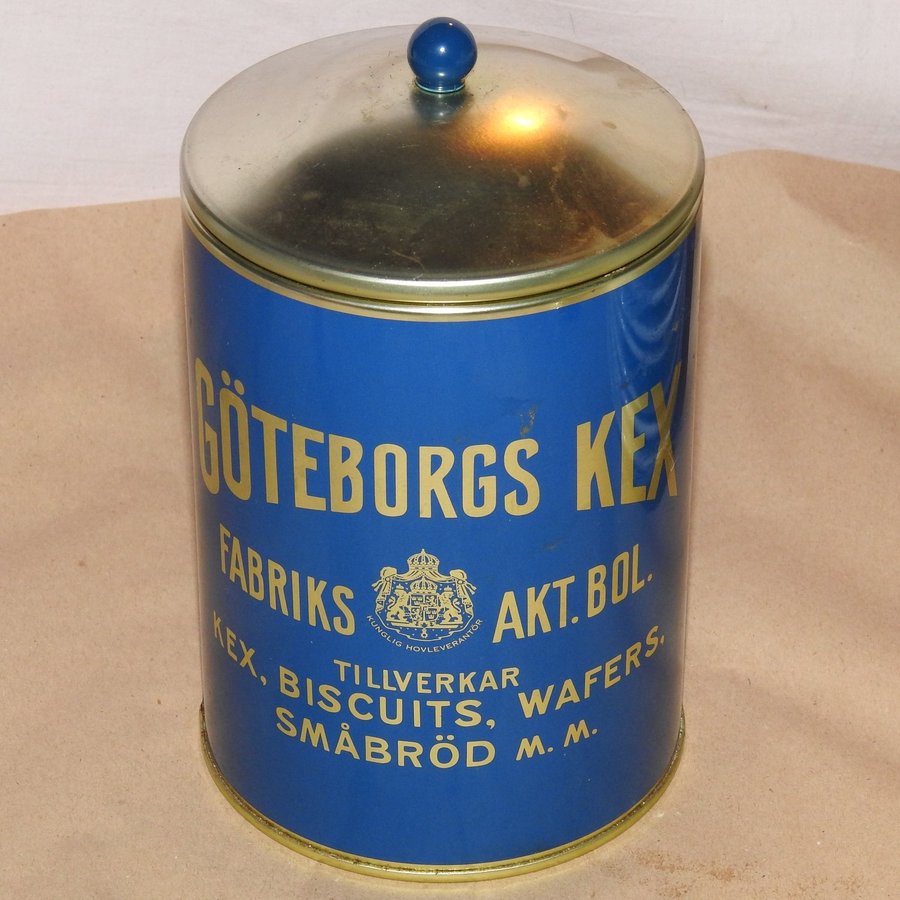 GÖTEBORGS KEX
FABRIKS AKT. BOL.
KUNGLIG HOVLEVERANTÖR
TILLVERKAR
KEX, BISCUITS, WAFERS,
SMÅBRÖD M. M.